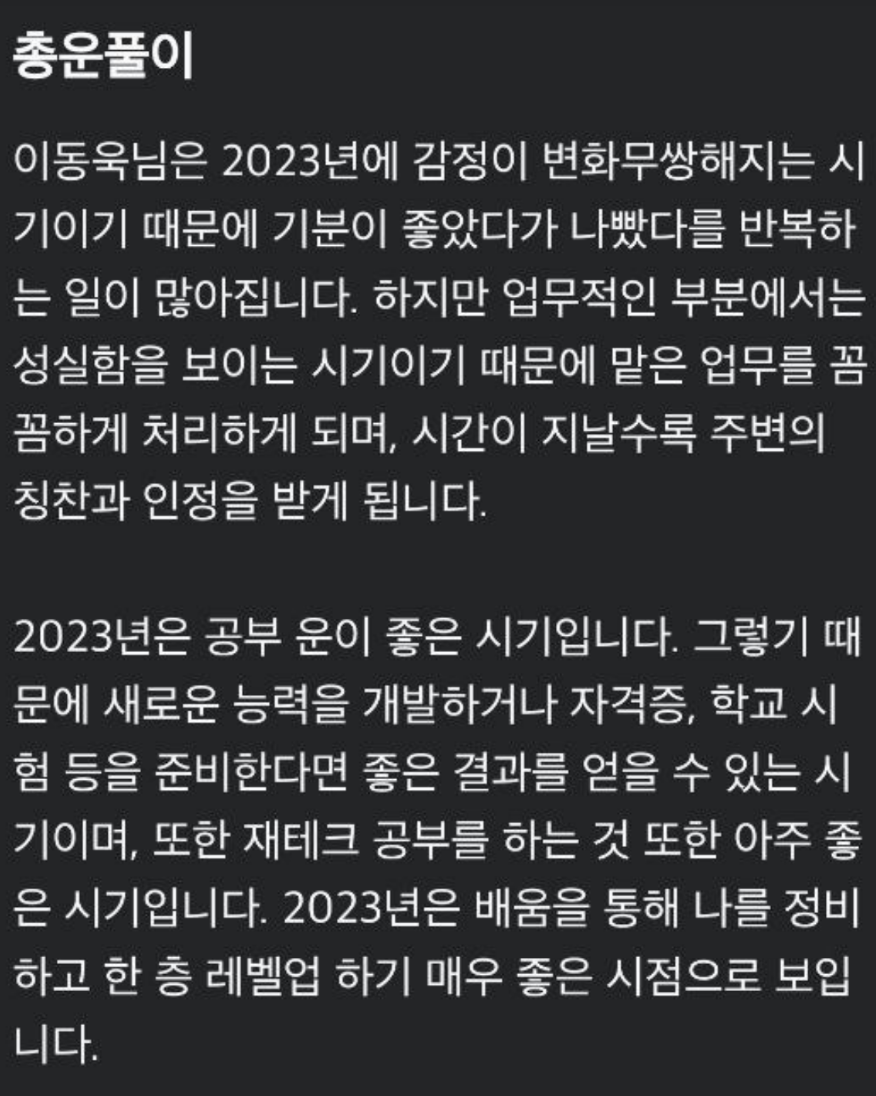 총운풀이
이동욱님은 2023년에 감정이 변화무쌍해지는 시
기이기 때문에 기분이 좋았다가 나빴다를 반복하
는 일이 많아집니다. 하지만 업무적인 부분에서는
성실함을 보이는 시기이기 때문에 맡은 업무를 꼼
꼼하게 처리하게 되며, 시간이 지날수록 주변의
칭찬과 인정을 받게 됩니다.
2023년은 공부 운이 좋은 시기입니다. 그렇기 때
문에 새로운 능력을 개발하거나 자격증, 학교 시
험 등을 준비한다면 좋은 결과를 얻을 수 있는 시
기이며, 또한 재테크 공부를 하는 것 또한 아주 좋
은 시기입니다. 2023년은 배움을 통해 나를 정비
하고 한 층 레벨업 하기 매우 좋은 시점으로 보입
니다.